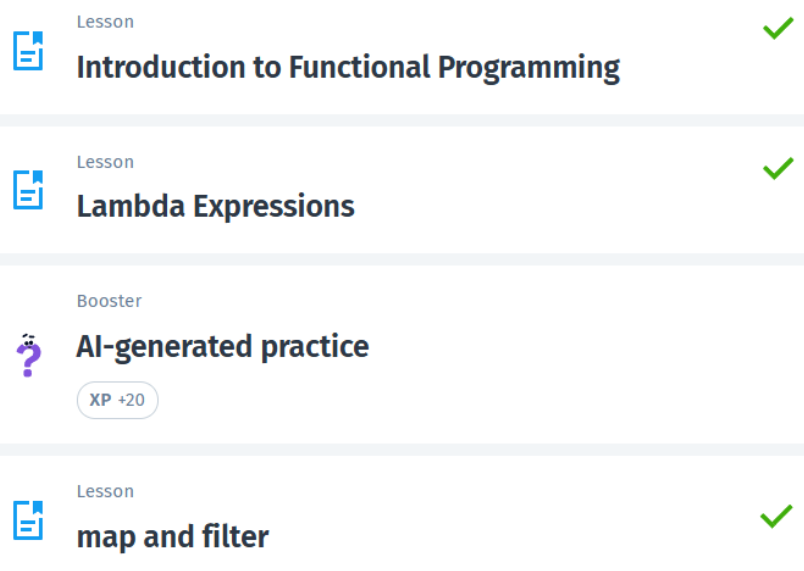 Lesson
Introduction to Functional Programming
Lesson
Lambda Expressions
Booster
AI-generated practice
XP +20
Lesson
map and filter